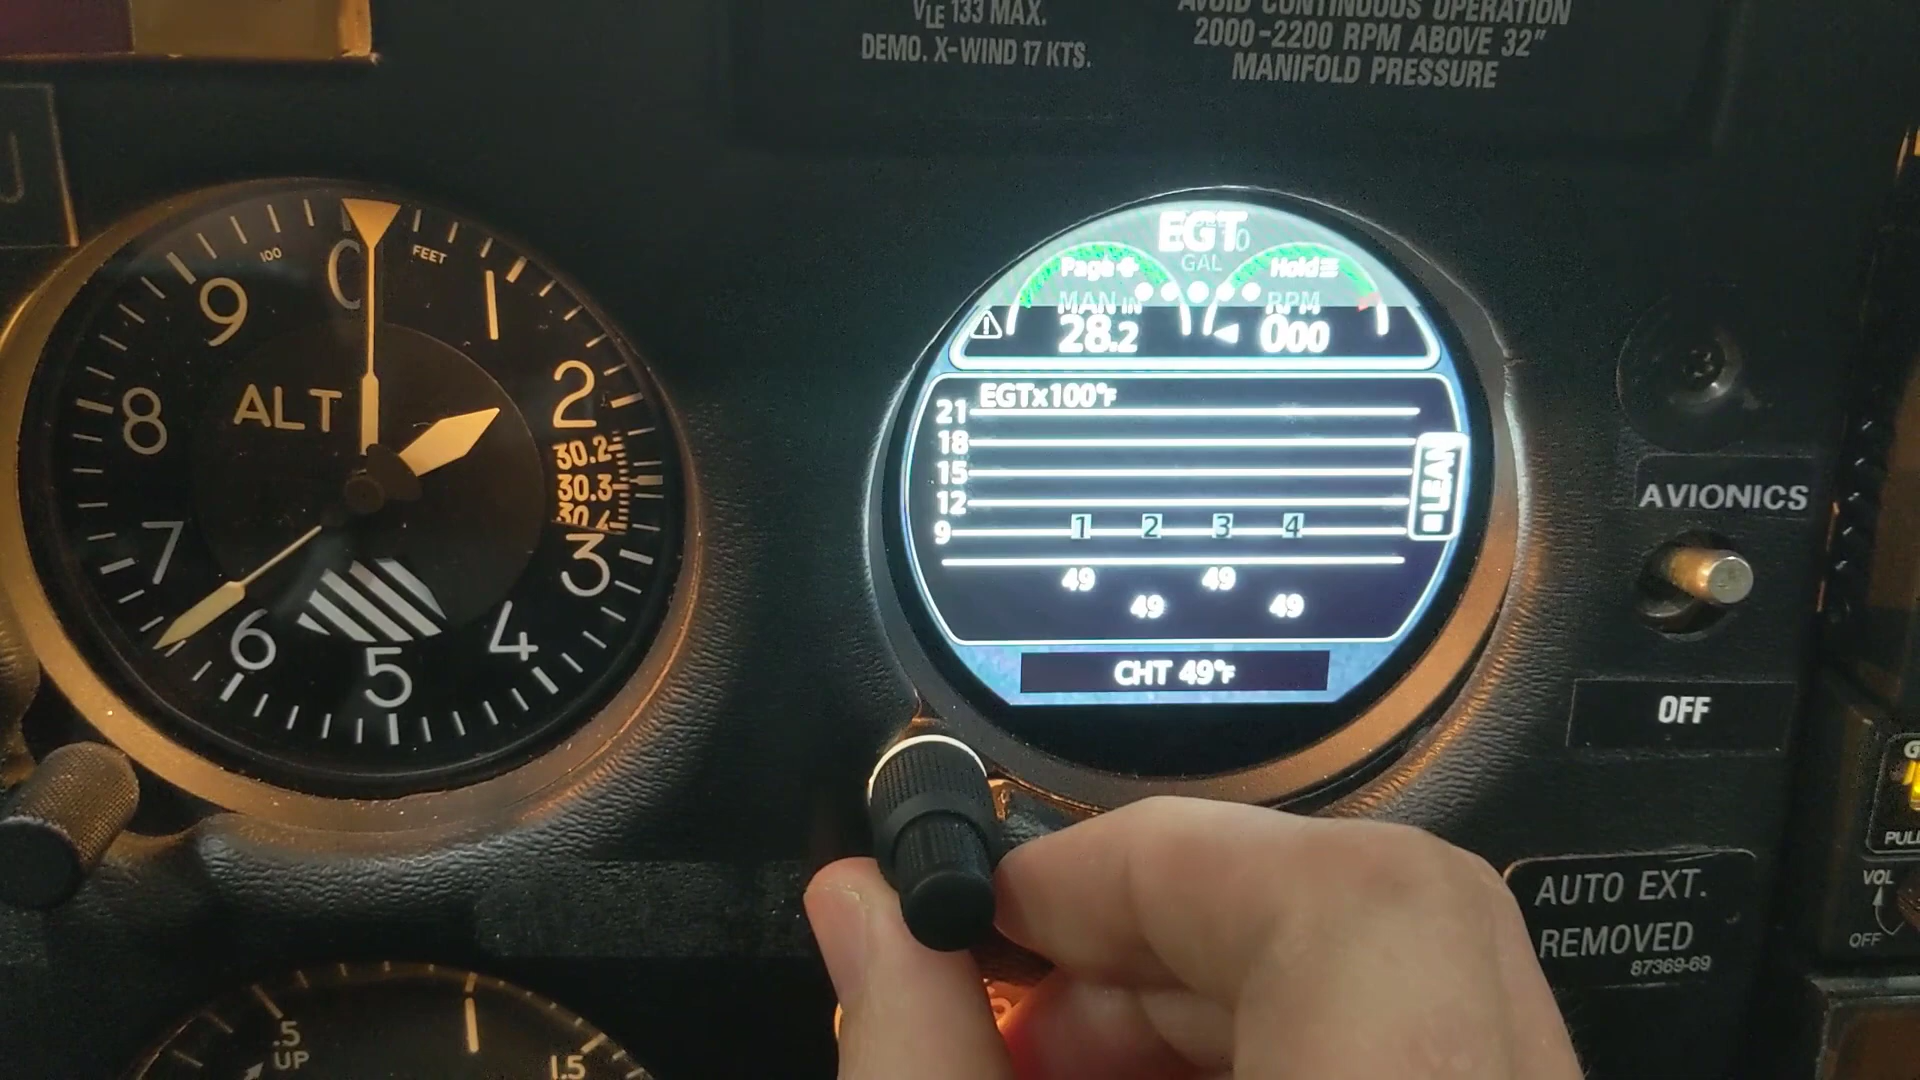 VLE 133 MAX.
DEMO. X-WIND 17 KTS.
AVOID CONTINUOUS OPERATION
2000-2200 RPM ABOVE 32"
MANIFOLD PRESSURE
100
FEET
0
1
2
3
4
5
6
7
8
9
ALT
30.2
30.3
30.4
EGT
GAL
Page
Hold
MAN IN
28.2
RPM
000
EGTx100°F
21
18
15
12
9
1 2 3 4
49 49
49 49
LEAN
CHT 49°F
AVIONICS
OFF
AUTO EXT.
REMOVED
87369-69
PULL
VOL
OFF
.5
UP
1.5